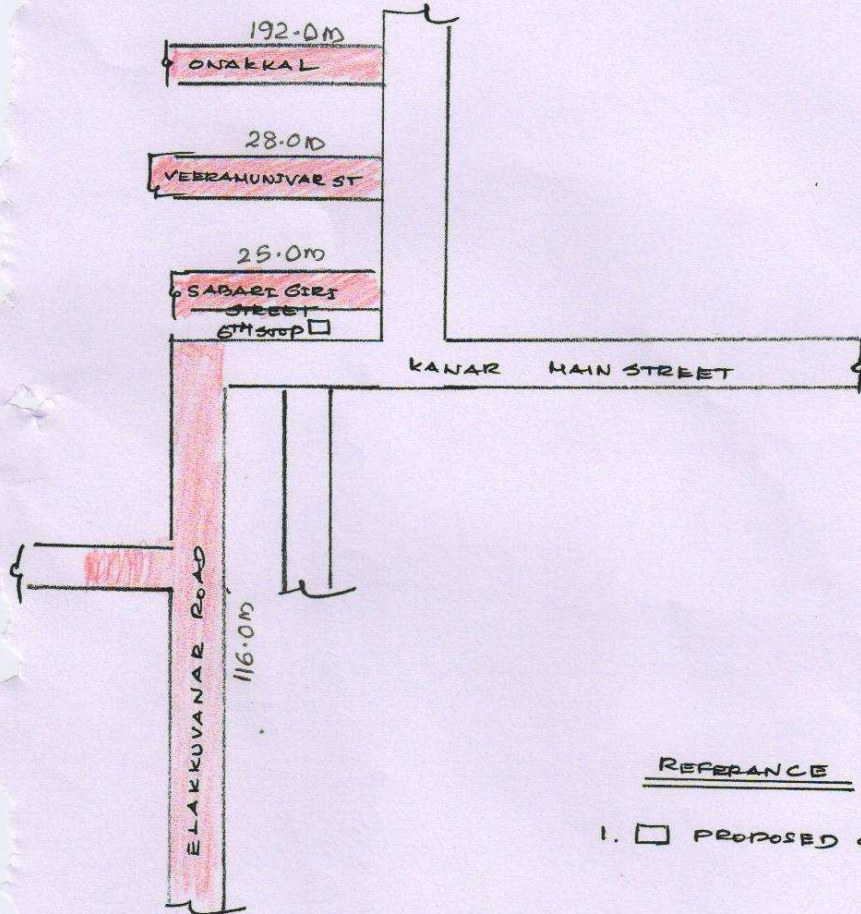 192.0m
ONAKKAL
28.0m
VEERAMUNIVAR ST
25.0m
SABARI GIRI
STREET
6TH STOP
KANAR MAIN STREET
ELAKKUVANAR ROAD
116.0m
REFERANCE
1. PROPOSED